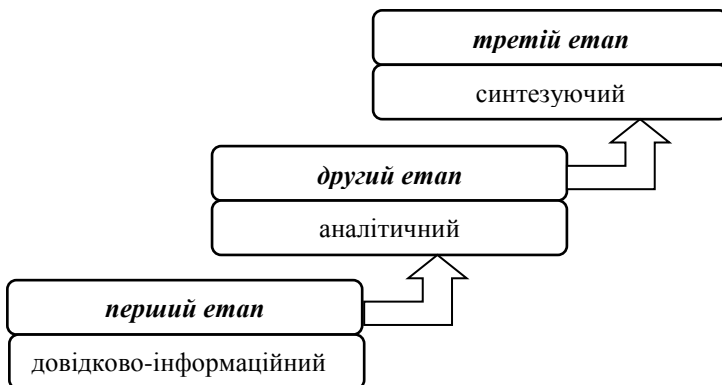 третій етап
синтезуючий
другий етап
аналітичний
перший етап
довідково-інформаційний